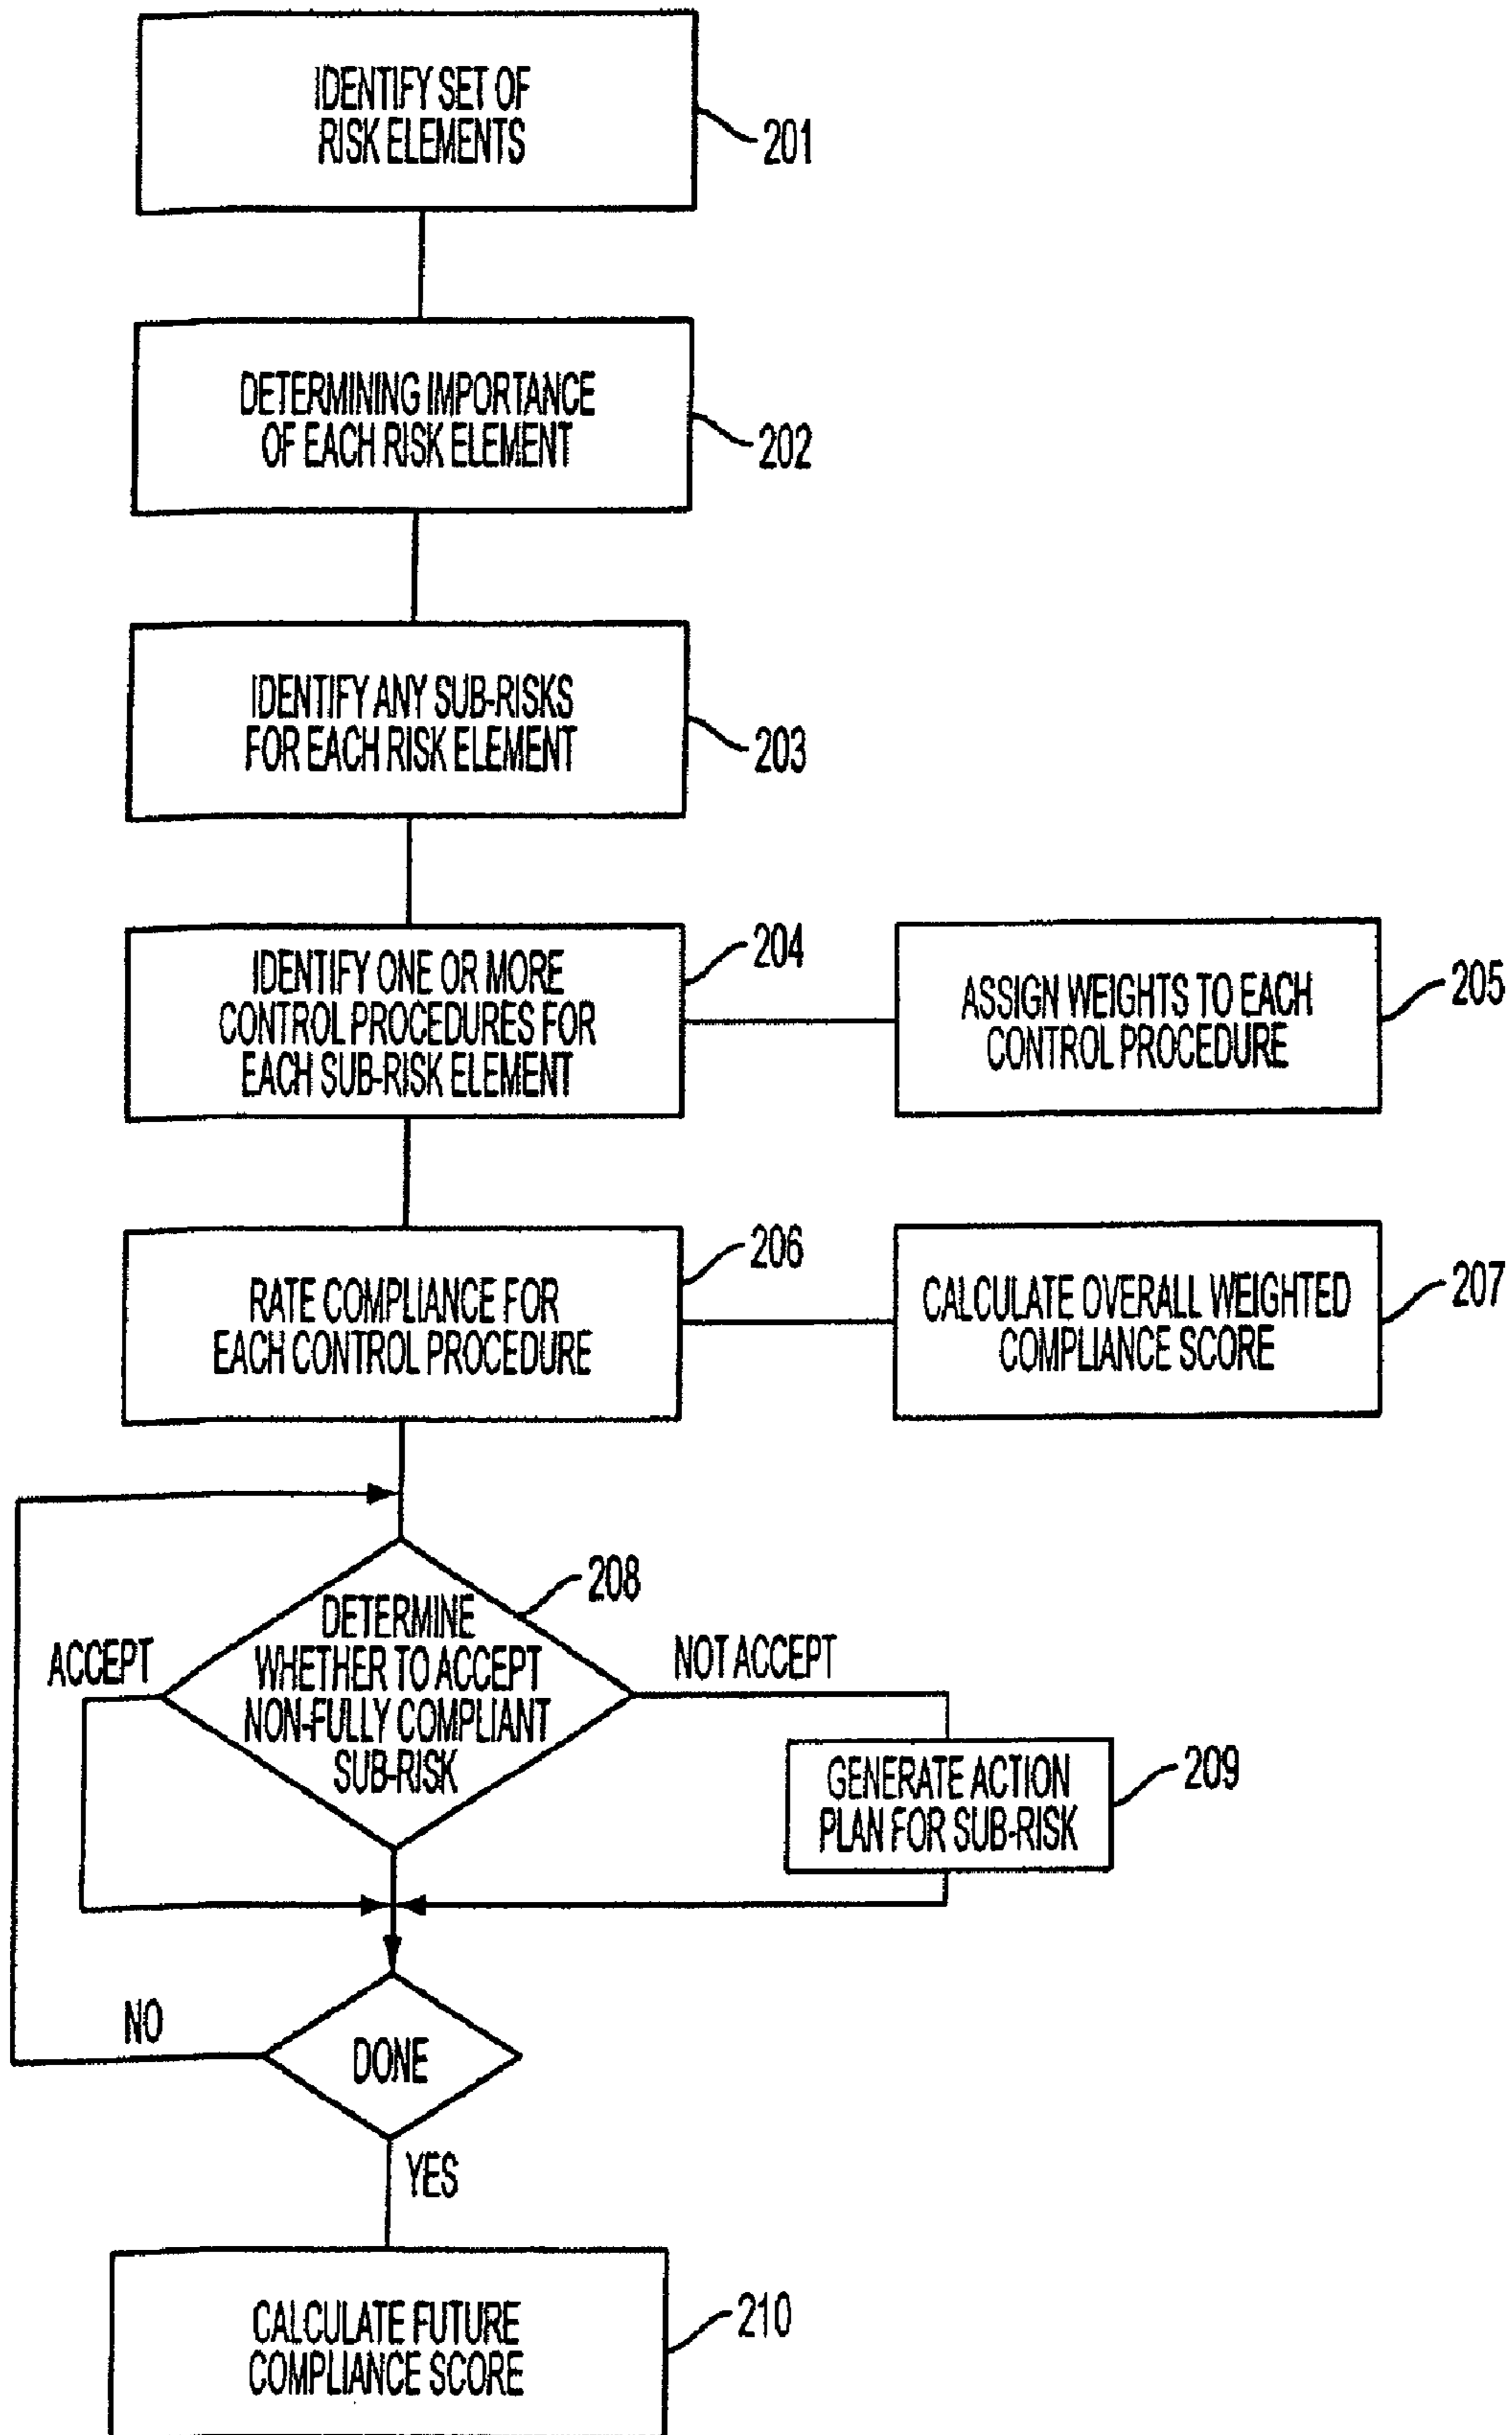 IDENTIFY SET OF
RISK ELEMENTS
201
DETERMINING IMPORTANCE
OF EACH RISK ELEMENT
202
IDENTIFY ANY SUB-RISKS
FOR EACH RISK ELEMENT
203
IDENTIFY ONE OR MORE
CONTROL PROCEDURES FOR
EACH SUB-RISK ELEMENT
204
ASSIGN WEIGHTS TO EACH
CONTROL PROCEDURE
205
RATE COMPLIANCE FOR
EACH CONTROL PROCEDURE
206
CALCULATE OVERALL WEIGHTED
COMPLIANCE SCORE
207
DETERMINE
WHETHER TO ACCEPT
NON-FULLY COMPLIANT
SUB-RISK
208
ACCEPT
NOT ACCEPT
GENERATE ACTION
PLAN FOR SUB-RISK
209
DONE
NO
YES
CALCULATE FUTURE
COMPLIANCE SCORE
210